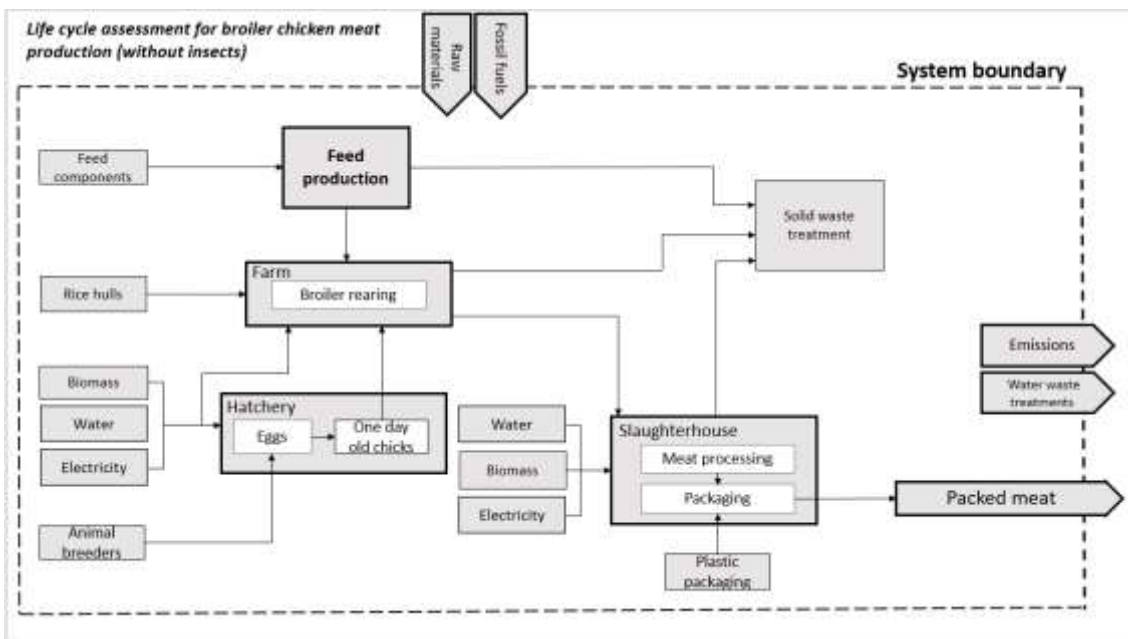 Life cycle assessment for broiler chicken meat
production (without insects)
Raw
materials
Fossil fuels
System boundary
Feed
components
Feed
production
Solid waste
treatment
Farm
Broiler rearing
Rice hulls
Emissions
Water waste
treatments
Biomass
Water
Electricity
Hatchery
Eggs
One day
old chicks
Water
Biomass
Electricity
Slaughterhouse
Meat processing
Packaging
Packed meat
Animal
breeders
Plastic
packaging